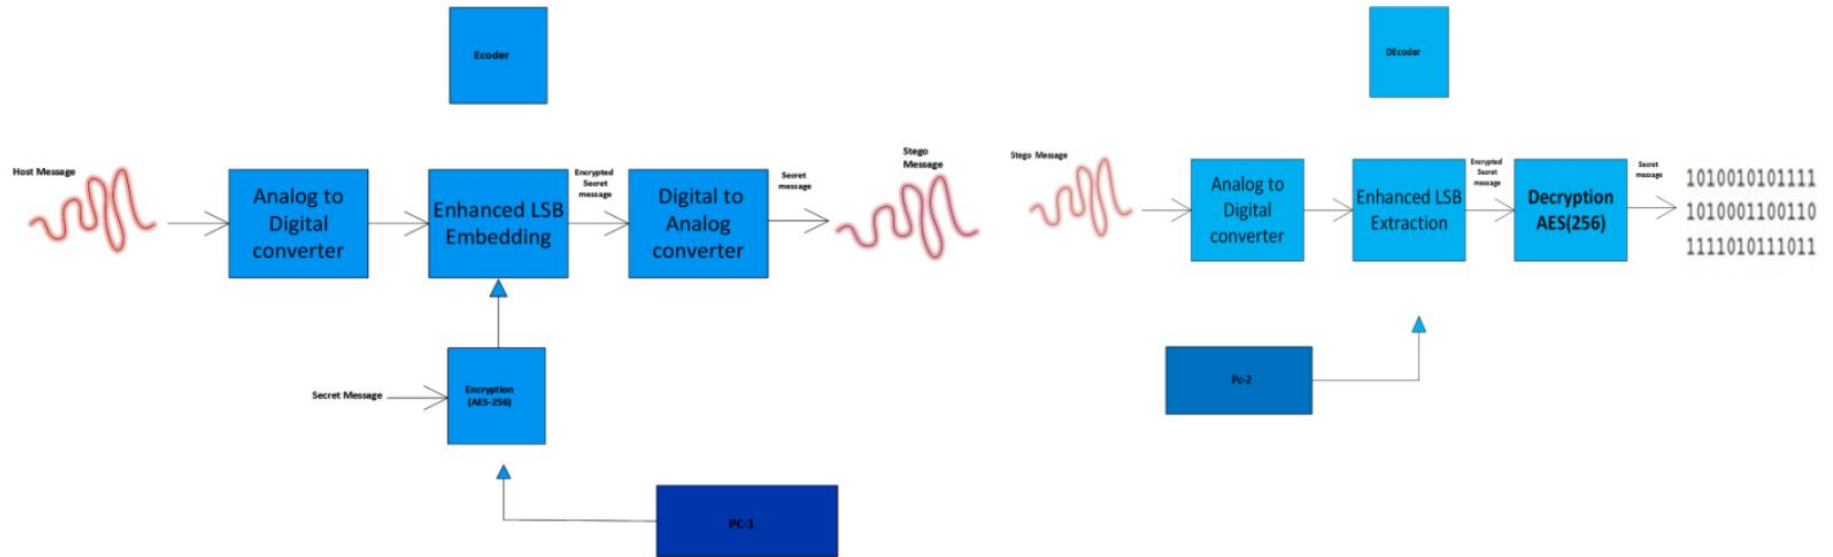 Ecoder
Host Message
Analog to
Digital
converter
Enhanced LSB
Embedding
Encrypted
Secret
message
Digital to
Analog
converter
Secret
message
Stego
Message
Secret Message
Encryption
(AES-256)
PC-1
DEcoder
Stego Message
Analog to
Digital
converter
Enhanced LSB
Extraction
Encrypted
Secret
message
Decryption
AES(256)
Secret
message
1010010101111
1010001100110
1111010111011
Pc-2